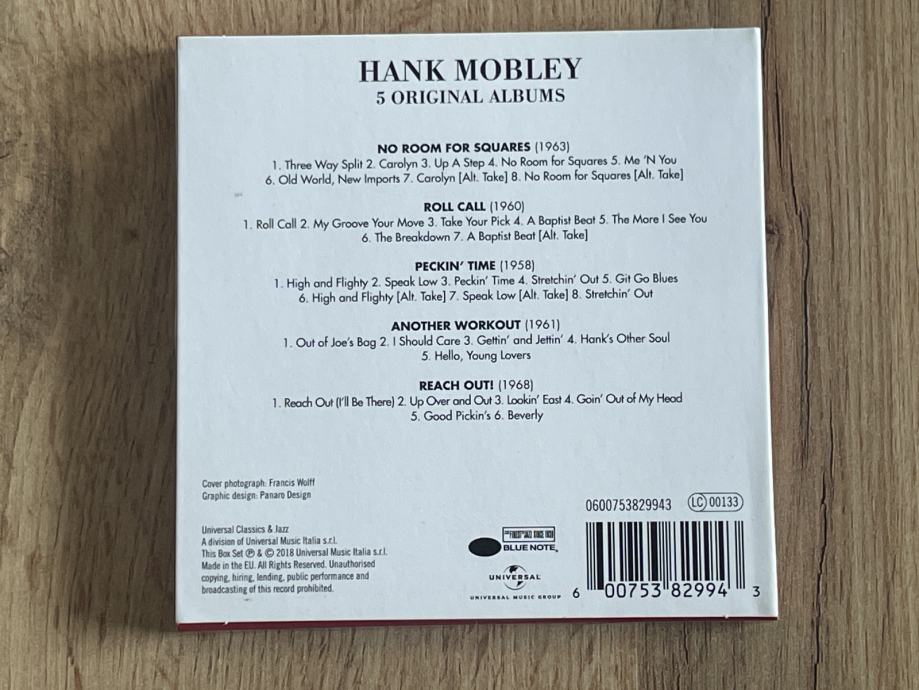 HANK MOBLEY
5 ORIGINAL ALBUMS
NO ROOM FOR SQUARES (1963)
1. Three Way Split 2. Carolyn 3. Up A Step 4. No Room for Squares 5. Me 'N You
6. Old World, New Imports 7. Carolyn [Alt. Take] 8. No Room for Squares [Alt. Take]
ROLL CALL (1960)
1. Roll Call 2. My Groove Your Move 3. Take Your Pick 4. A Baptist Beat 5. The More I See You
6. The Breakdown 7. A Baptist Beat [Alt. Take]
PECKIN' TIME (1958)
1. High and Flighty 2. Speak Low 3. Peckin' Time 4. Stretchin' Out 5. Git Go Blues
6. High and Flighty [Alt. Take] 7. Speak Low [Alt. Take] 8. Stretchin' Out
ANOTHER WORKOUT (1961)
1. Out of Joe's Bag 2. I Should Care 3. Gettin' and Jettin' 4. Hank's Other Soul
5. Hello, Young Lovers
REACH OUT! (1968)
1. Reach Out (I'll Be There) 2. Up Over and Out 3. Lookin' East 4. Goin' Out of My Head
5. Good Pickin's 6. Beverly
Cover photograph: Francis Wolff
Graphic design: Panaro Design
0600753829943 LC 00133
Universal Classics & Jazz
A division of Universal Music Italia s.r.l.
This Box Set ℗ & © 2018 Universal Music Italia s.r.l.
Made in the EU. All Rights Reserved. Unauthorised
copying, hiring, lending, public performance and
broadcasting of this record prohibited.
THE FINEST IN JAZZ SINCE 1939
BLUE NOTE
UNIVERSAL
UNIVERSAL MUSIC GROUP
6 00753 82994 3